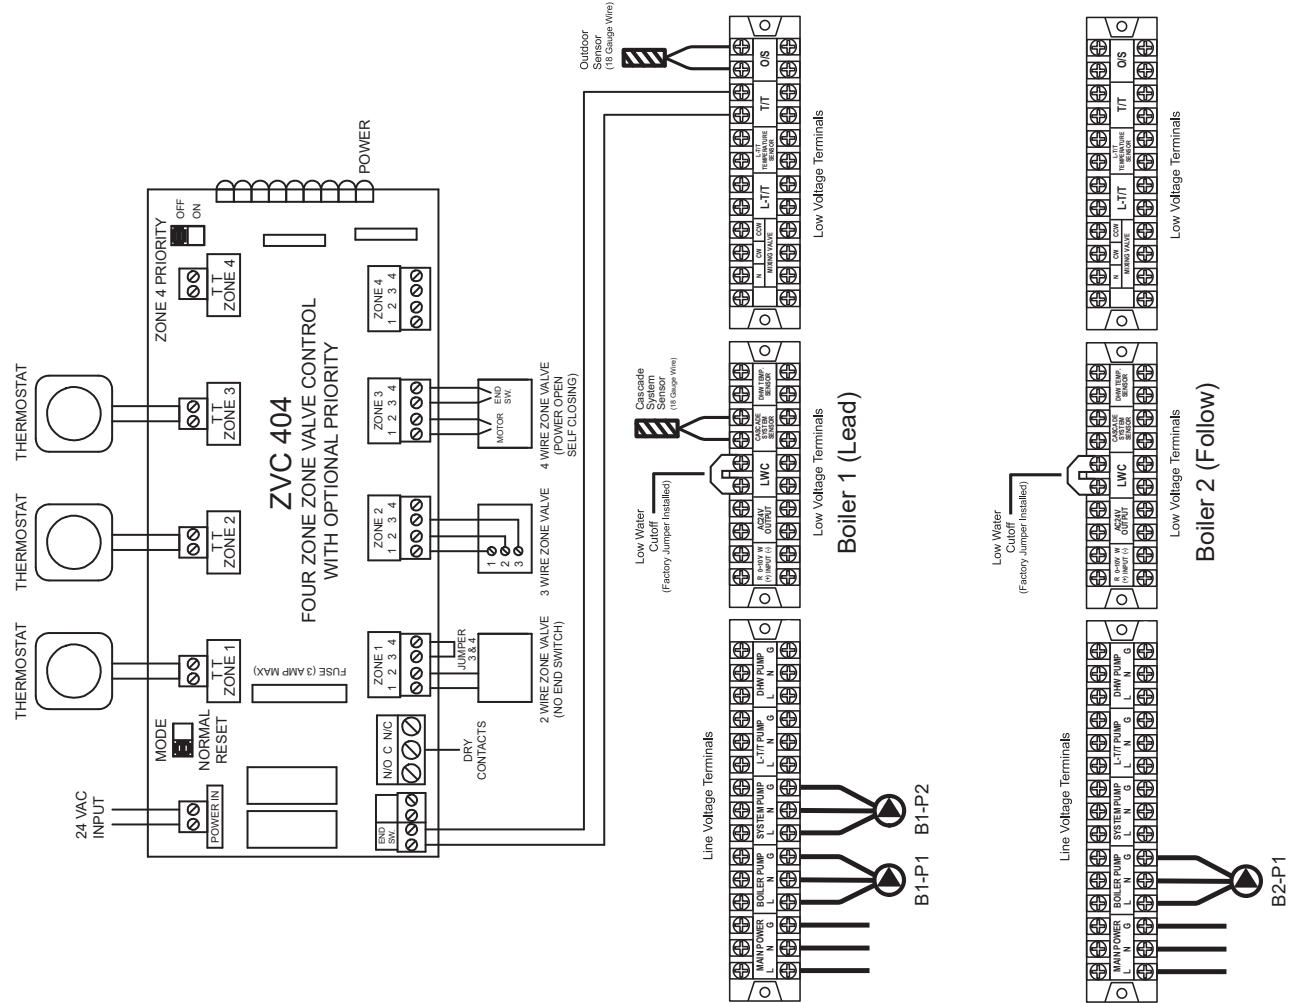 THERMOSTAT
THERMOSTAT
THERMOSTAT
24 VAC
INPUT
POWER IN
MODE
NORMAL
RESET
T T
ZONE 1
T T
ZONE 2
T T
ZONE 3
T T
ZONE 4
ZONE 4 PRIORITY
OFF
ON
POWER
FUSE (3 AMP MAX)
ZVC 404
FOUR ZONE ZONE VALVE CONTROL
WITH OPTIONAL PRIORITY
END
SW.
N/O C N/C
DRY
CONTACTS
ZONE 1
1 2 3 4
JUMPER
3 & 4
2 WIRE ZONE VALVE
(NO END SWITCH)
ZONE 2
1 2 3 4
1 2 3
3 WIRE ZONE VALVE
ZONE 3
1 2 3 4
MOTOR
END
SW.
4 WIRE ZONE VALVE
(POWER OPEN
SELF CLOSING)
ZONE 4
1 2 3 4
Outdoor
Sensor
(18 Gauge Wire)
Cascade
System
Sensor
(18 Gauge Wire)
Low Water
Cutoff
(Factory Jumper Installed)
Line Voltage Terminals
MAIN POWER
L N G
BOILER PUMP
L N G
SYSTEM PUMP
L N G
L-T/T PUMP
L N G
DHW PUMP
L N G
B1-P1
B1-P2
R 0-10V W
(+) INPUT (-)
AC24V
OUTPUT
LWC
CASCADE
SYSTEM
SENSOR
DHW TEMP.
SENSOR
Low Voltage Terminals
Boiler 1 (Lead)
N CW CCW
MIXING VALVE
L-T/T
L-T/T
TEMPERATURE
SENSOR
T/T
O/S
Low Voltage Terminals
Low Water
Cutoff
(Factory Jumper Installed)
Line Voltage Terminals
MAIN POWER
L N G
BOILER PUMP
L N G
SYSTEM PUMP
L N G
L-T/T PUMP
L N G
DHW PUMP
L N G
B2-P1
R 0-10V W
(+) INPUT (-)
AC24V
OUTPUT
LWC
CASCADE
SYSTEM
SENSOR
DHW TEMP.
SENSOR
Low Voltage Terminals
Boiler 2 (Follow)
N CW CCW
MIXING VALVE
L-T/T
L-T/T
TEMPERATURE
SENSOR
T/T
O/S
Low Voltage Terminals